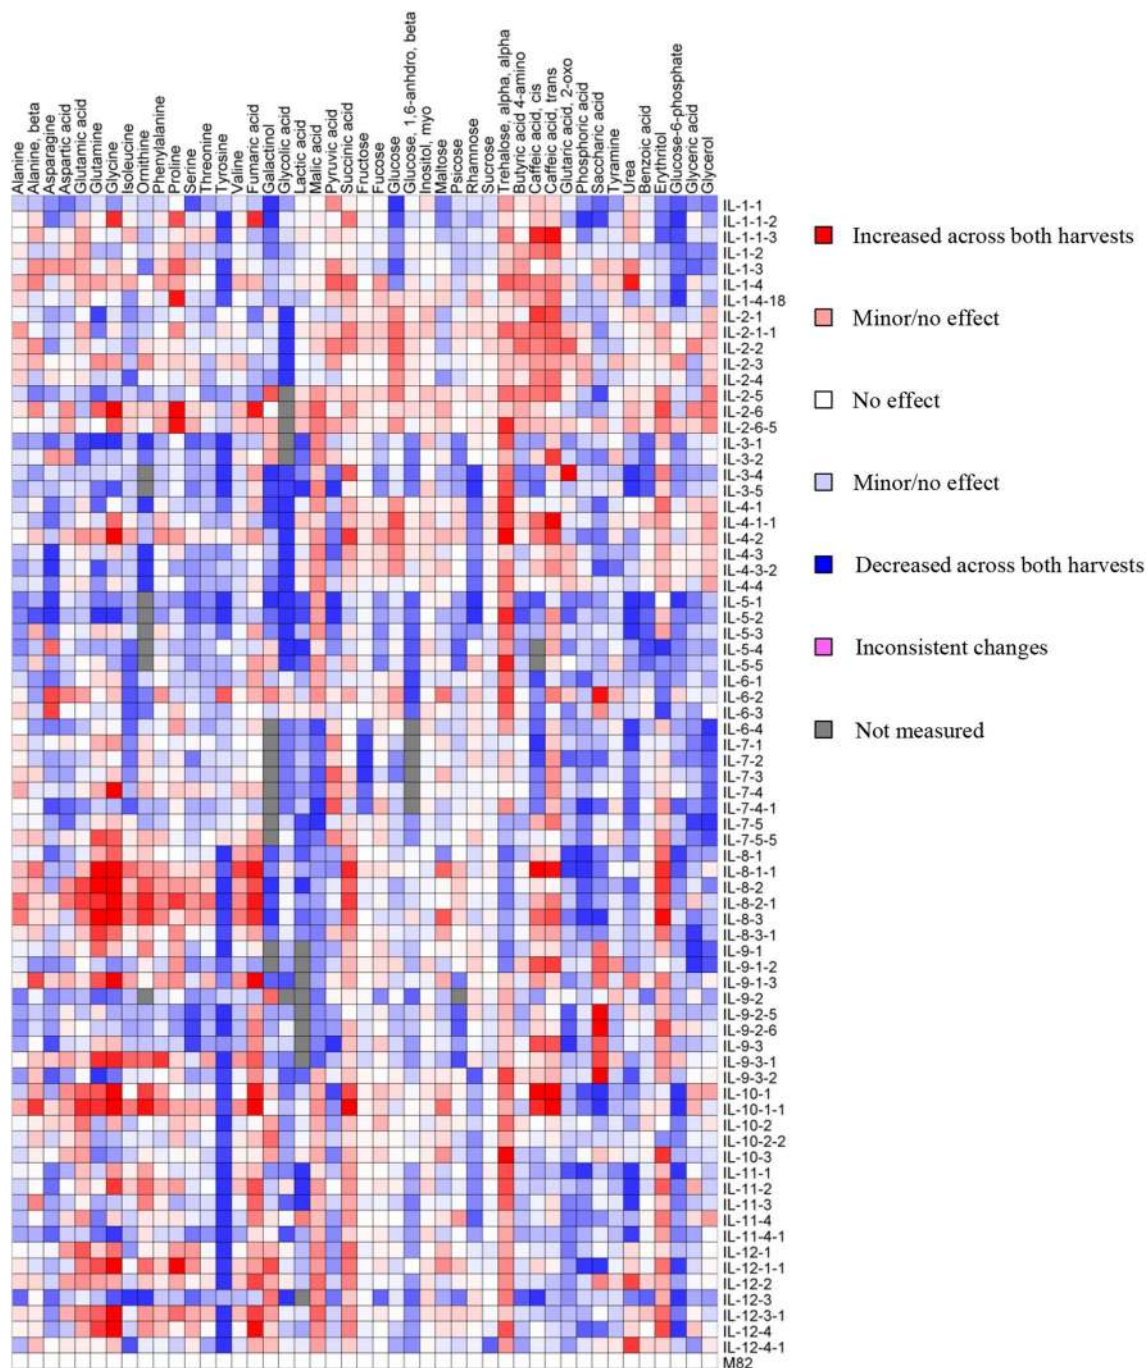 Alanine
Alanine, beta
Asparagine
Aspartic acid
Glutamic acid
Glutamine
Glycine
Isoleucine
Ornithine
Phenylalanine
Proline
Serine
Threonine
Tyrosine
Valine
Fumaric acid
Galactinol
Glycolic acid
Lactic acid
Malic acid
Pyruvic acid
Succinic acid
Fructose
Fucose
Glucose
Glucose, 1,6-anhdro, beta
Inositol, myo
Maltose
Psicose
Rhamnose
Sucrose
Trehalose, alpha, alpha
Butyric acid 4-amino
Caffeic acid, cis
Caffeic acid, trans
Glutaric acid, 2-oxo
Phosphoric acid
Saccharic acid
Tyramine
Urea
Benzoic acid
Erythritol
Glucose-6-phosphate
Glyceric acid
Glycerol
IL-1-1
IL-1-1-2
IL-1-1-3
IL-1-2
IL-1-3
IL-1-4
IL-1-4-18
IL-2-1
IL-2-1-1
IL-2-2
IL-2-3
IL-2-4
IL-2-5
IL-2-6
IL-2-6-5
IL-3-1
IL-3-2
IL-3-4
IL-3-5
IL-4-1
IL-4-1-1
IL-4-2
IL-4-3
IL-4-3-2
IL-4-4
IL-5-1
IL-5-2
IL-5-3
IL-5-4
IL-5-5
IL-6-1
IL-6-2
IL-6-3
IL-6-4
IL-7-1
IL-7-2
IL-7-3
IL-7-4
IL-7-4-1
IL-7-5
IL-7-5-5
IL-8-1
IL-8-1-1
IL-8-2
IL-8-2-1
IL-8-3
IL-8-3-1
IL-9-1
IL-9-1-2
IL-9-1-3
IL-9-2
IL-9-2-5
IL-9-2-6
IL-9-3
IL-9-3-1
IL-9-3-2
IL-10-1
IL-10-1-1
IL-10-2
IL-10-2-2
IL-10-3
IL-11-1
IL-11-2
IL-11-3
IL-11-4
IL-11-4-1
IL-12-1
IL-12-1-1
IL-12-2
IL-12-3
IL-12-3-1
IL-12-4
IL-12-4-1
M82
Increased across both harvests
Minor/no effect
No effect
Minor/no effect
Decreased across both harvests
Inconsistent changes
Not measured